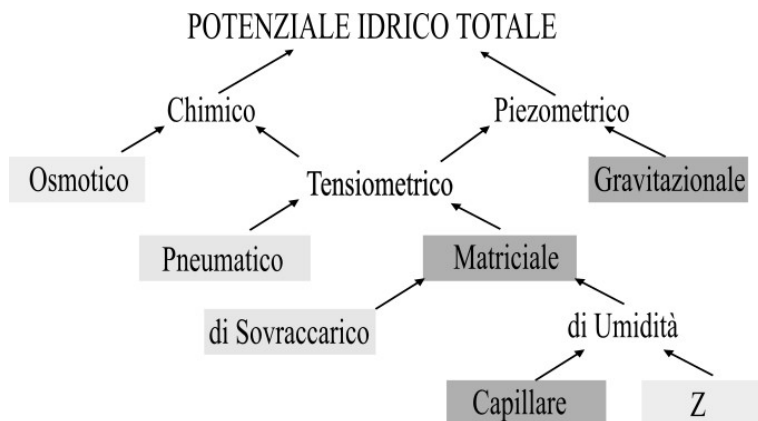 POTENZIALE IDRICO TOTALE
Chimico
Piezometrico
Osmotico
Tensiometrico
Gravitazionale
Pneumatico
Matriciale
di Sovraccarico
di Umidità
Capillare
Z